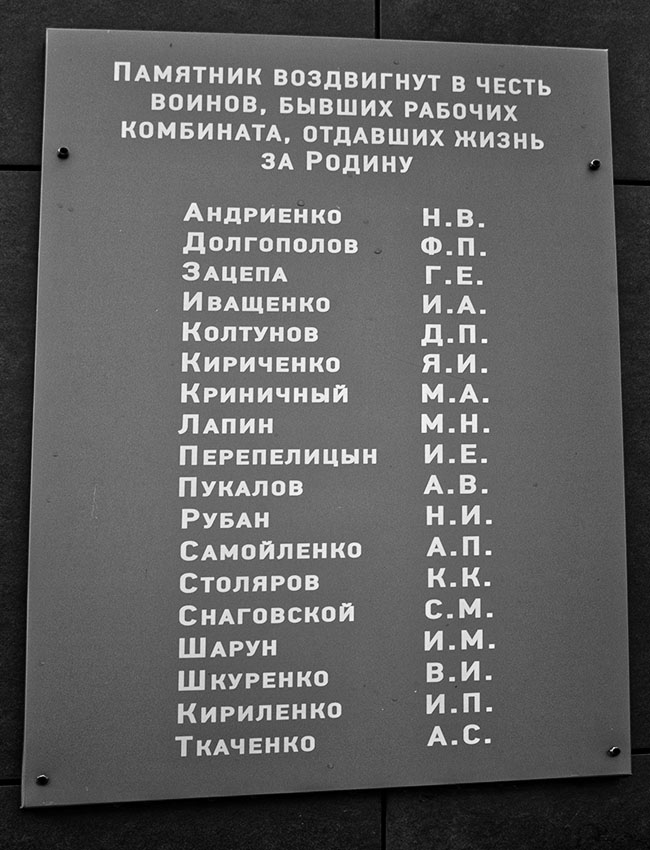 Памятник воздвигнут в честь
воинов, бывших рабочих
комбината, отдавших жизнь
за Родину
Андриенко Н.В.
Долгополов Ф.П.
Зацепа Г.Е.
Иващенко И.А.
Колтунов Д.П.
Кириченко Я.И.
Криничный М.А.
Лапин М.Н.
Перепелицын И.Е.
Пукалов А.В.
Рубан Н.И.
Самойленко А.П.
Столяров К.К.
Снаговской С.М.
Шарун И.М.
Шкуренко В.И.
Кириленко И.П.
Ткаченко А.С.